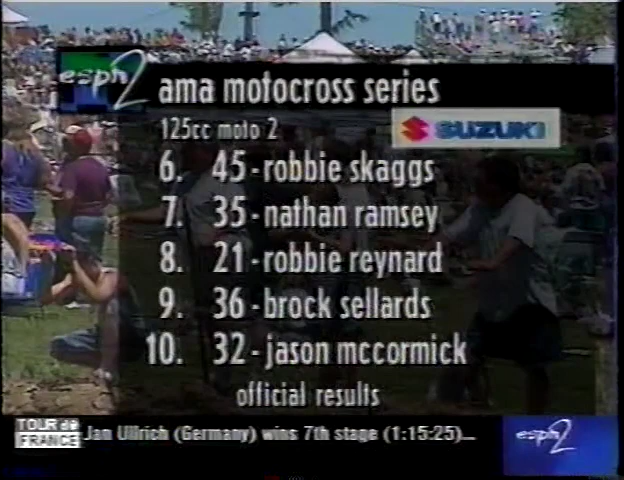 espn2
ama motocross series
125cc moto 2
SUZUKI
6. 45-robbie skaggs
7. 35-nathan ramsey
8. 21-robbie reynard
9. 36-brock sellards
10. 32-jason mccormick
official results
TOUR de FRANCE
Jan Ullrich (Germany) wins 7th stage (1:15:25)...
espn2